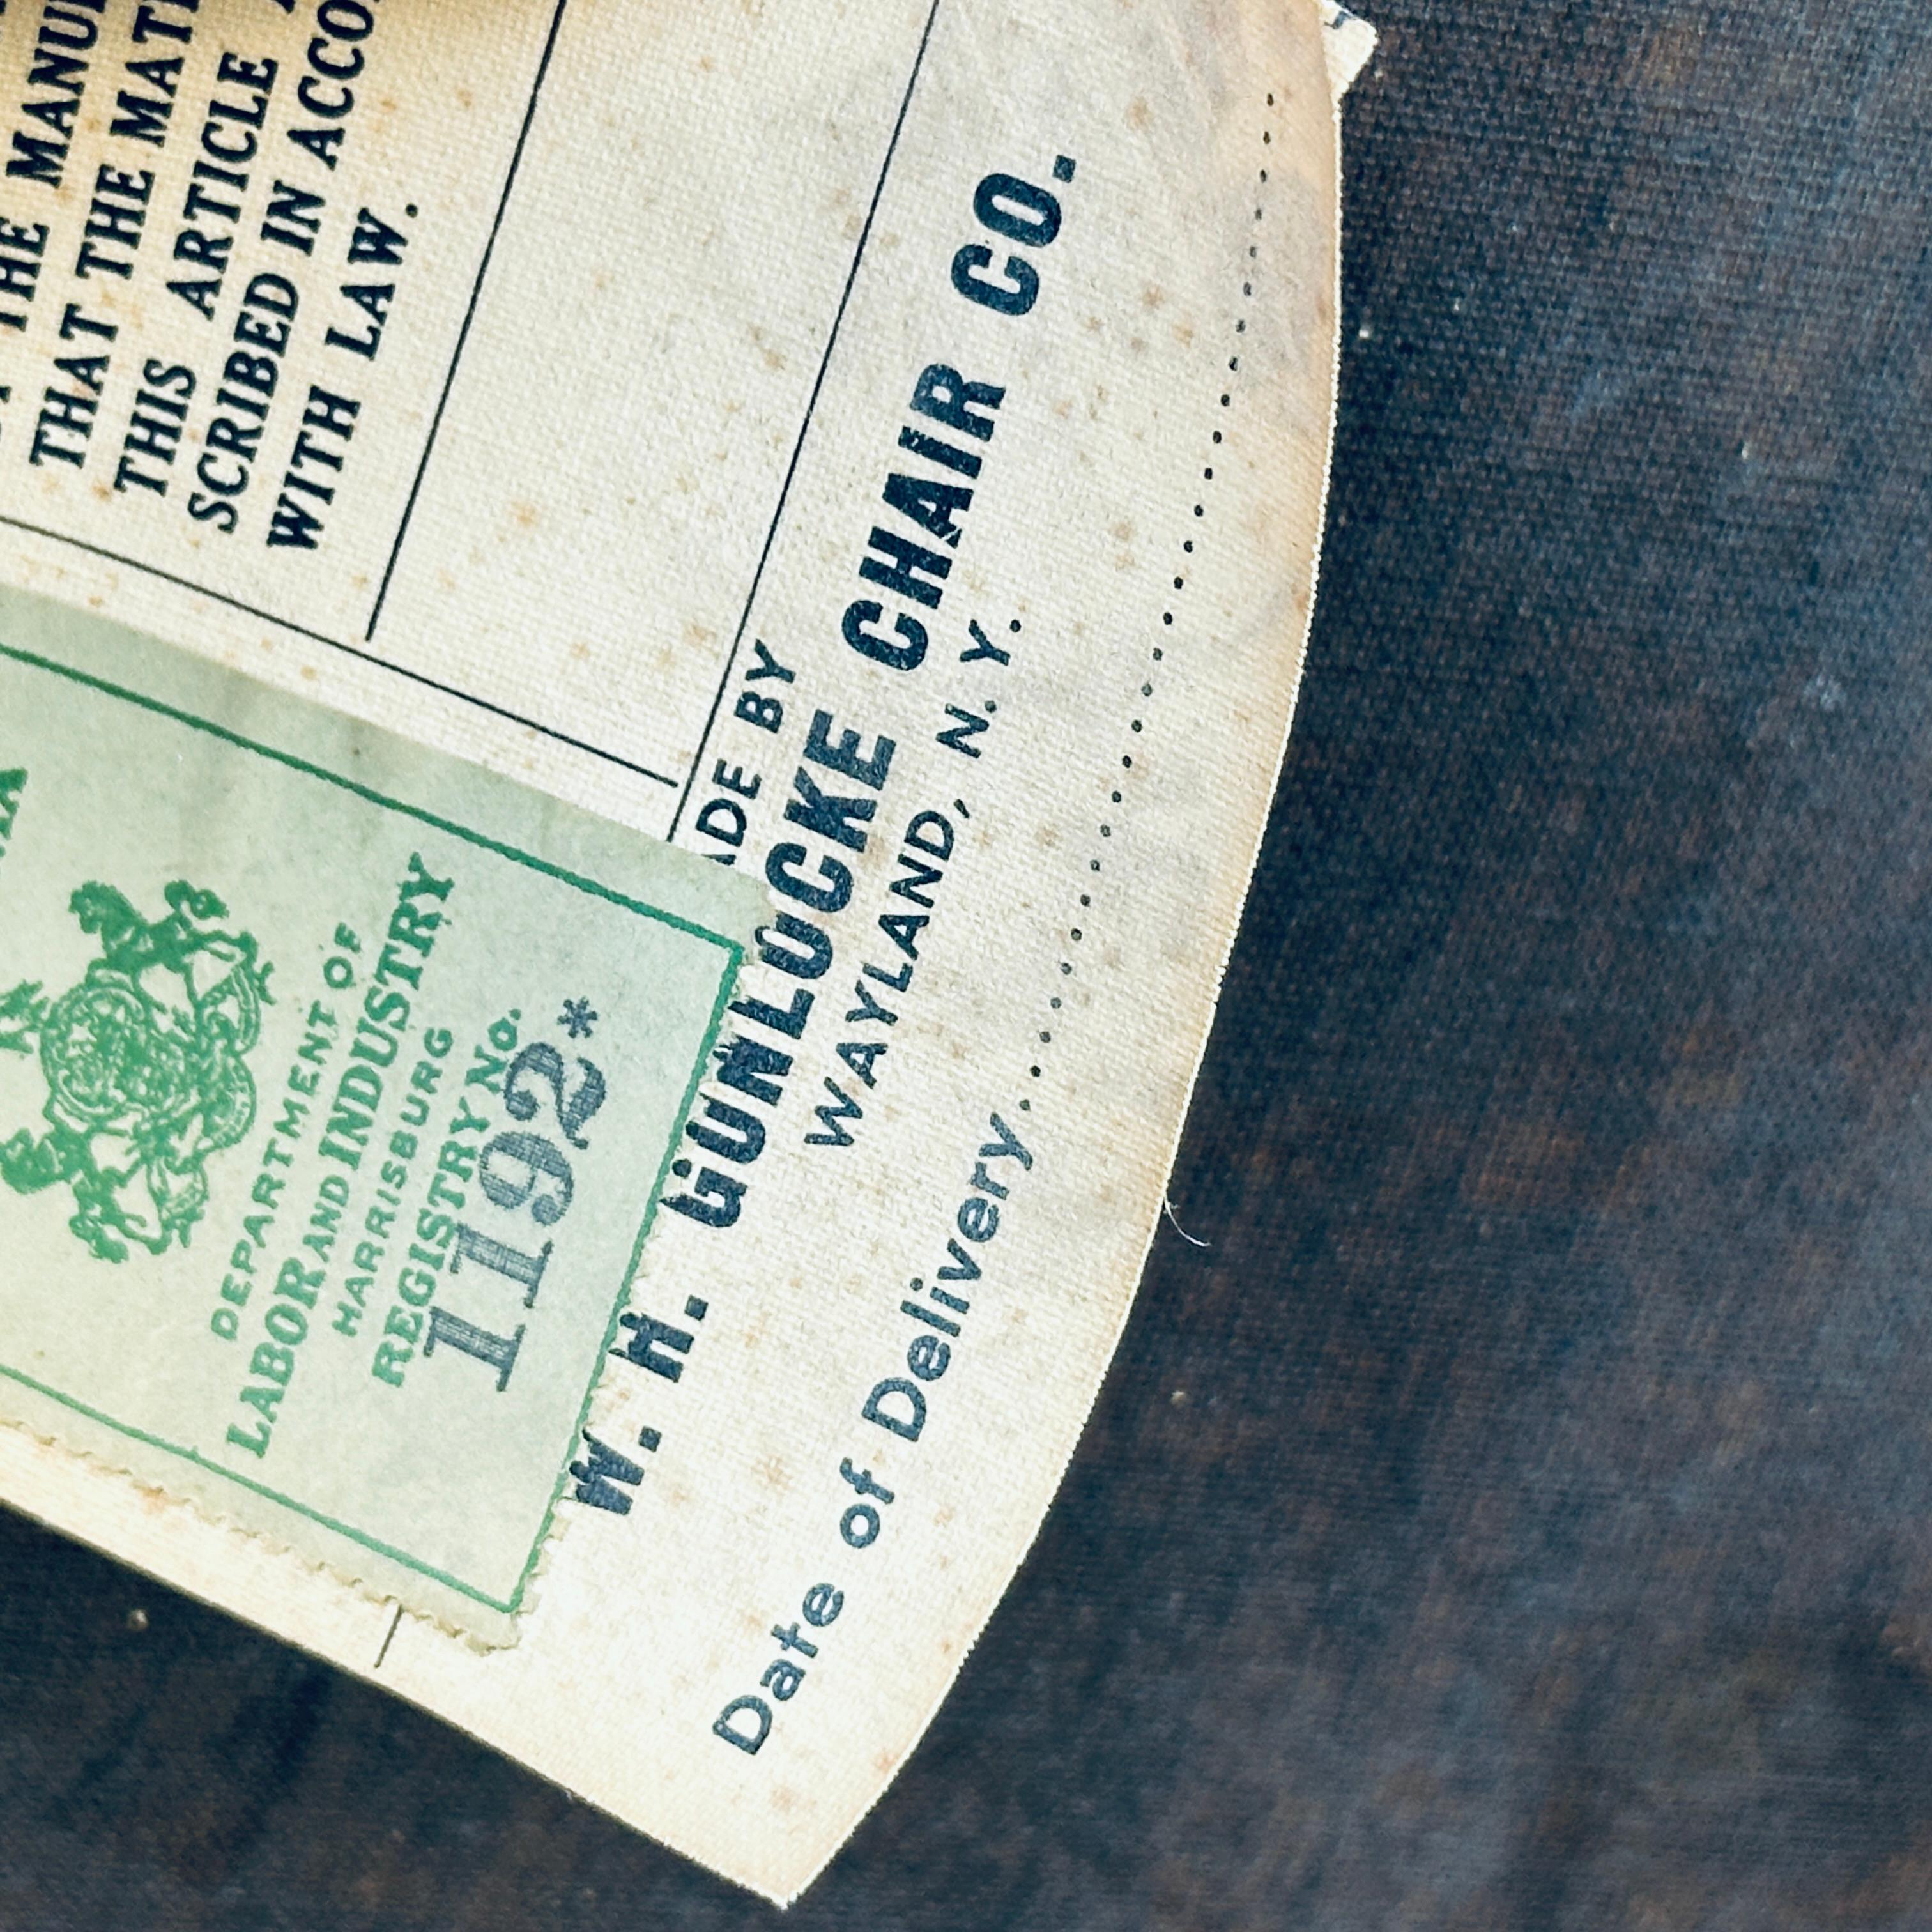 THE MANU
THAT THE MAT
THIS ARTICLE
SCRIBED IN ACCO
WITH LAW.
DEPARTMENT OF
LABOR AND INDUSTRY
HARRISBURG
REGISTRY No.
1192*
ADE BY
W. H. GUNLOCKE CHAIR CO.
WAYLAND, N. Y.
Date of Delivery